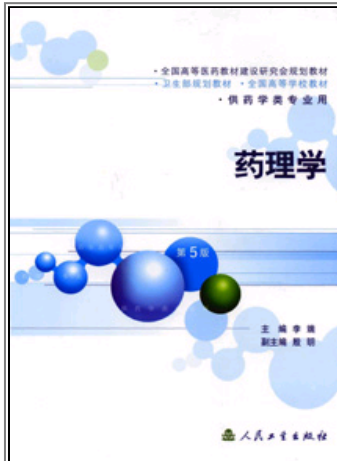 ·全国高等医药教材建设研究会规划教材
·卫生部规划教材 ·全国高等学校教材
·供药学类专业用
药理学
第5版
主 编 李 端
副主编 殷 明
人民卫生出版社